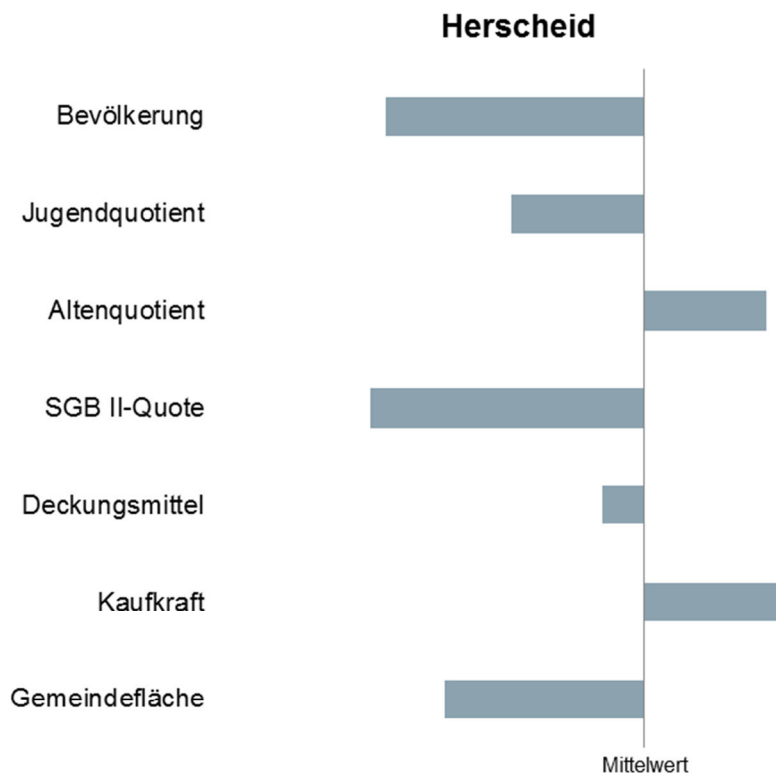 Herscheid
Bevölkerung
Jugendquotient
Altenquotient
SGB II-Quote
Deckungsmittel
Kaufkraft
Gemeindefläche
Mittelwert